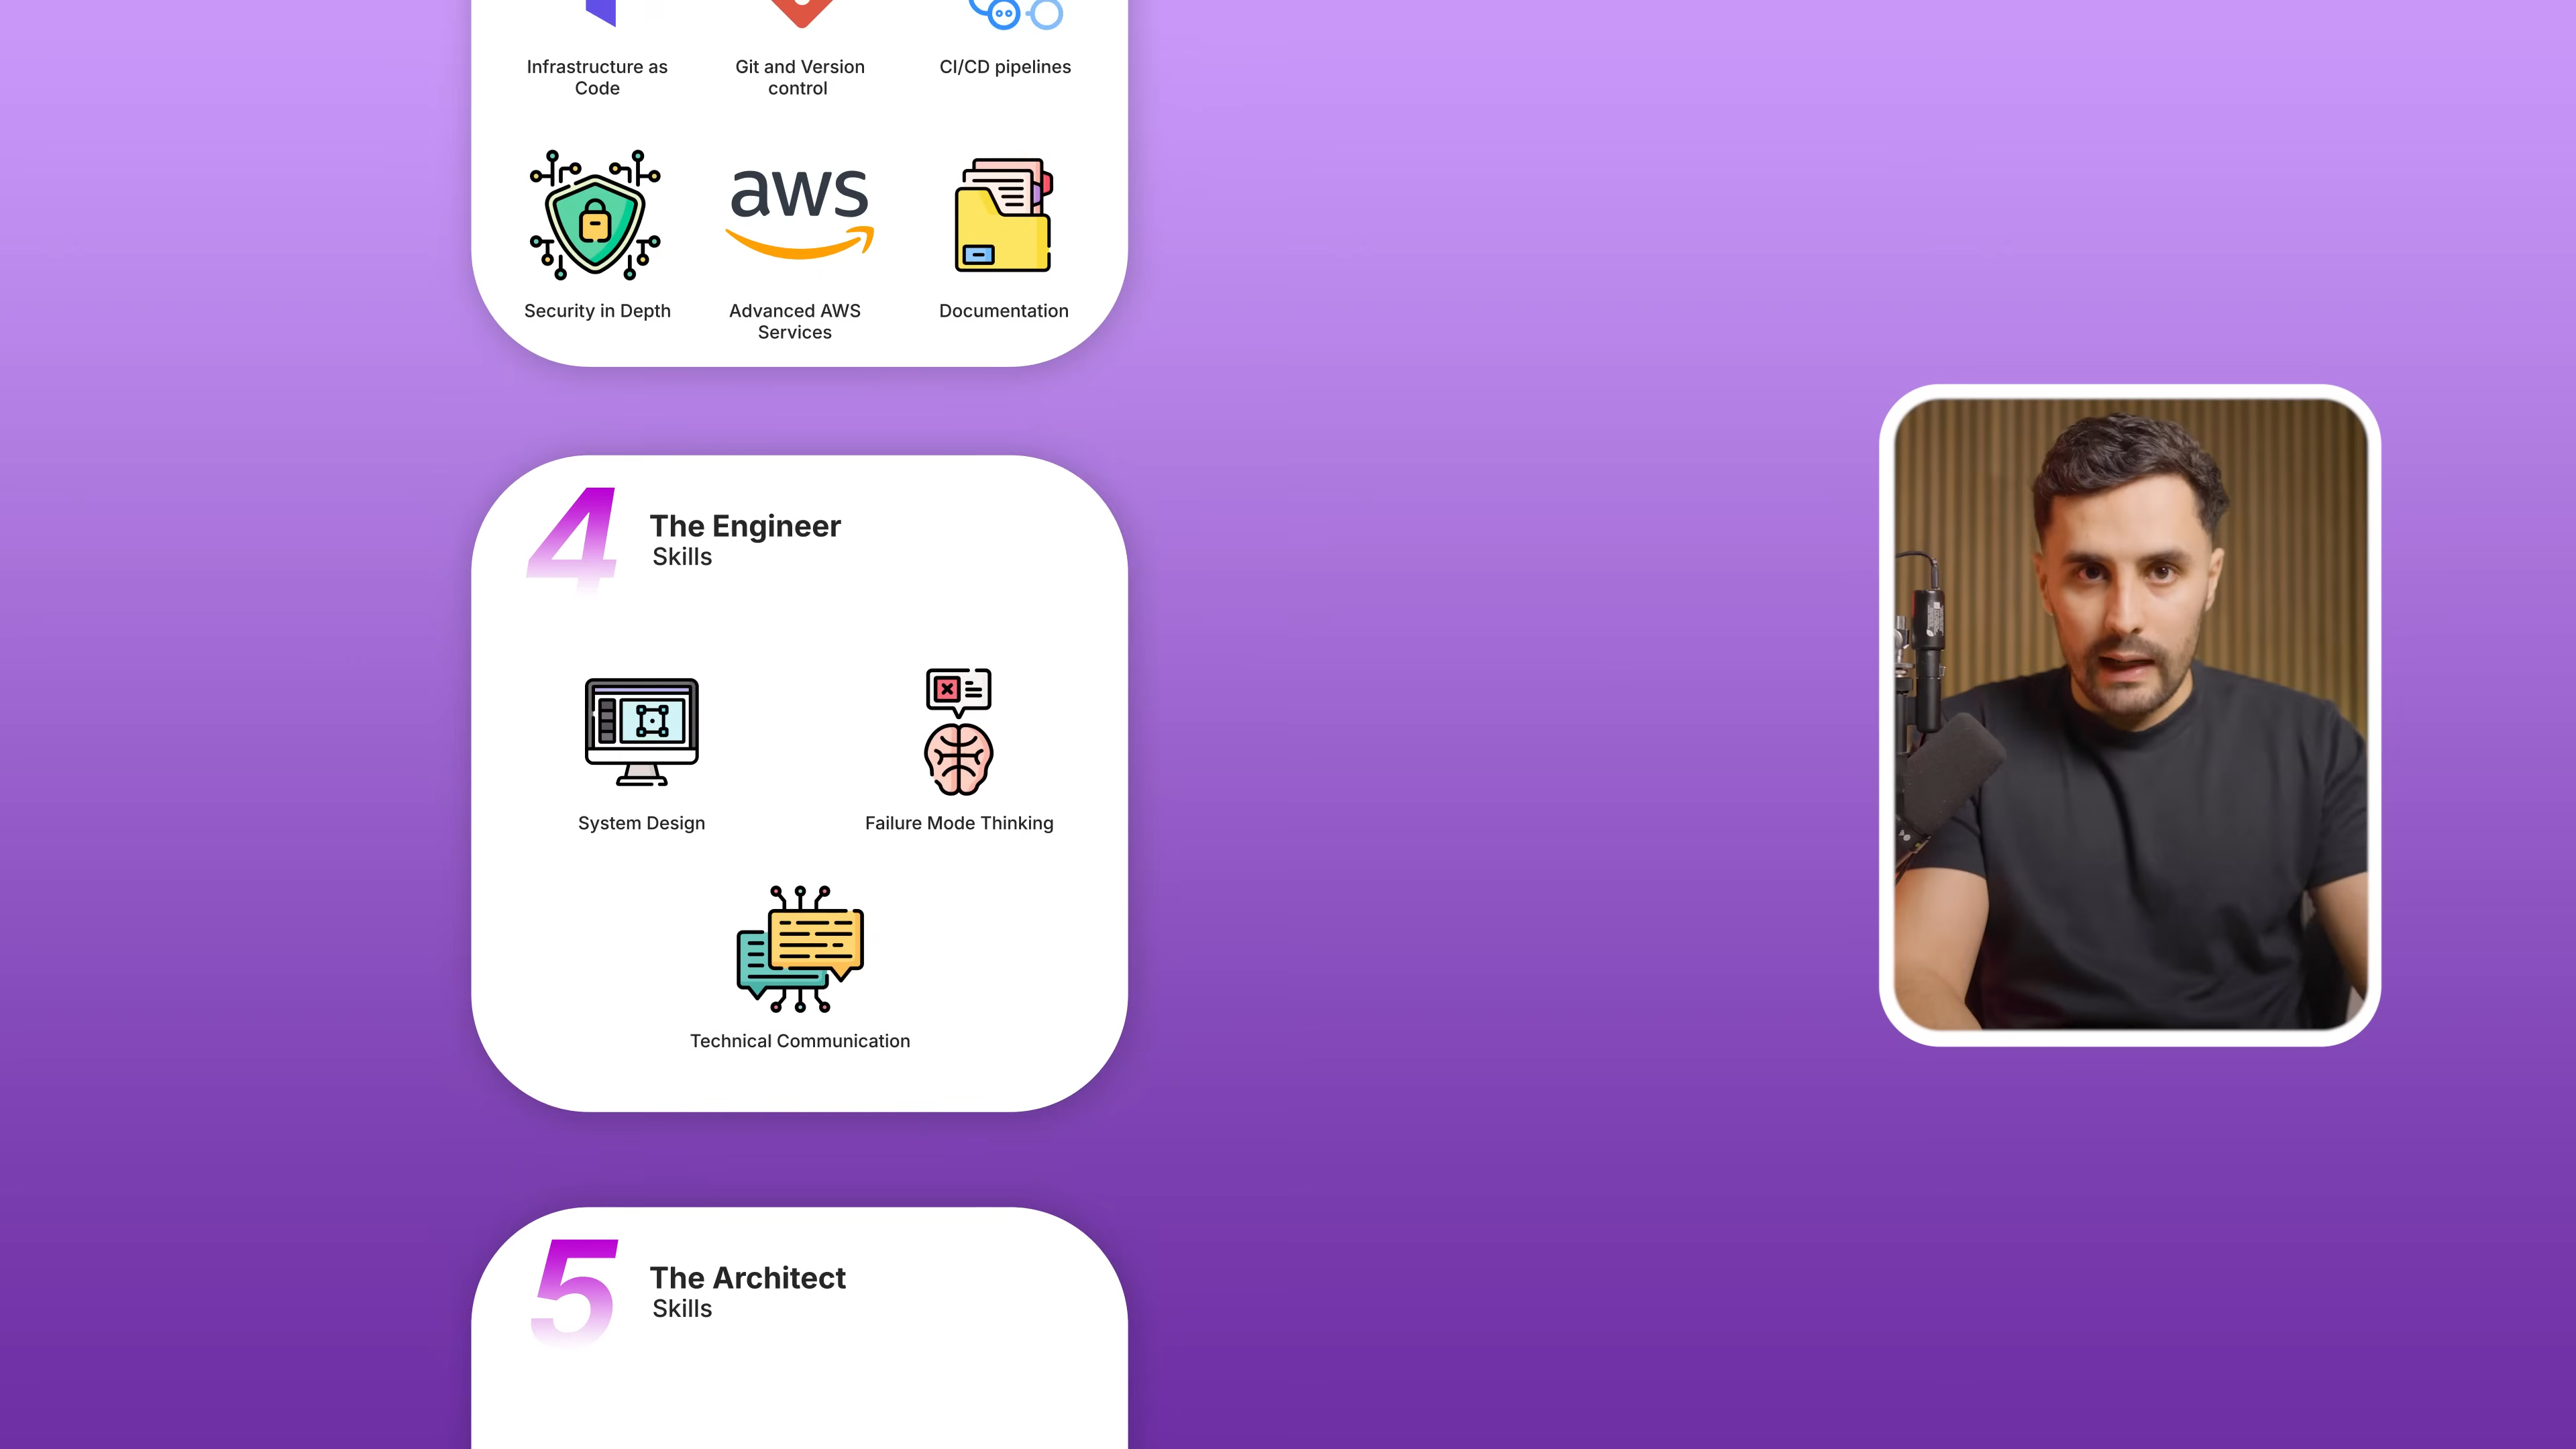 Infrastructure as
Code
Git and Version
control
CI/CD pipelines
aws
Security in Depth
Advanced AWS
Services
Documentation
4
The Engineer
Skills
System Design
Failure Mode Thinking
Technical Communication
5
The Architect
Skills